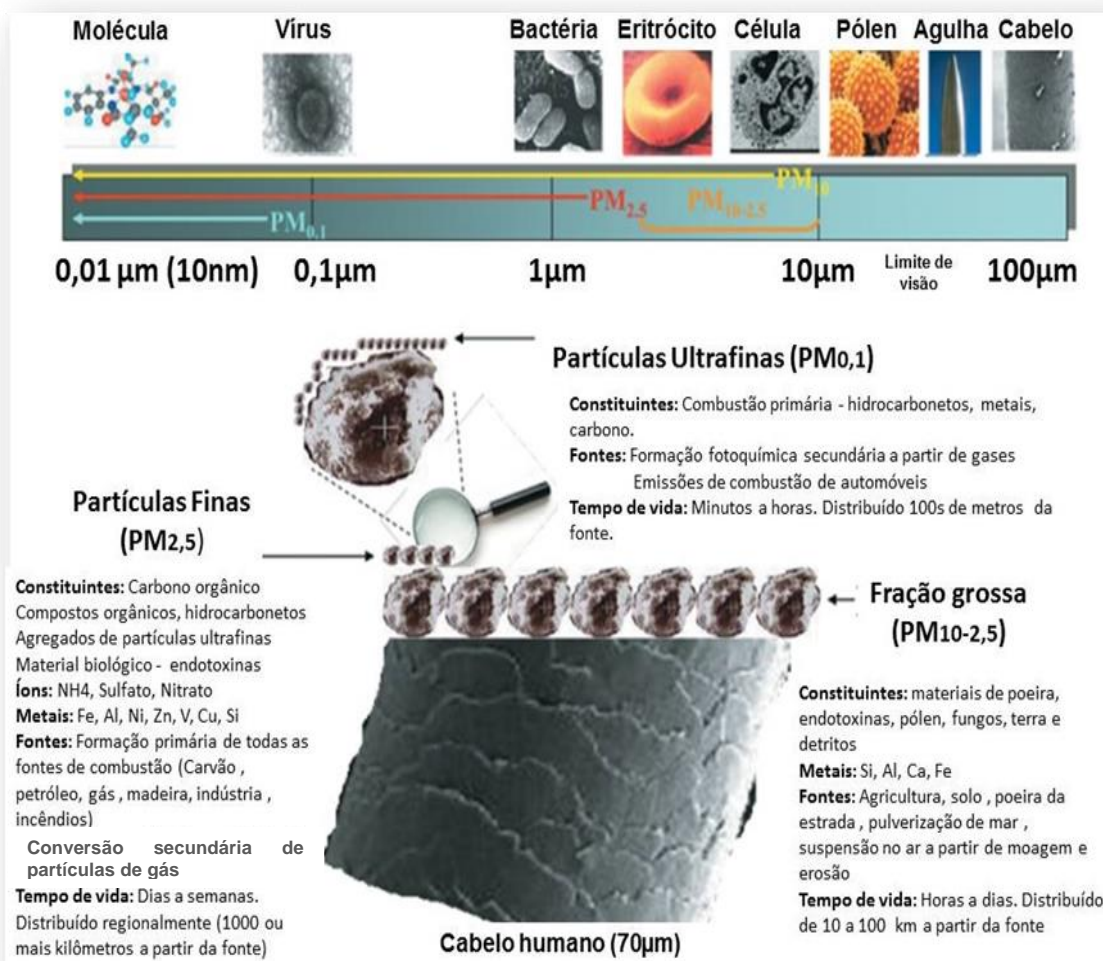 Molécula Vírus Bactéria Eritrócito Célula Pólen Agulha Cabelo
PM10
PM2,5 PM10-2,5
PM0,1
0,01 µm (10nm) 0,1µm 1µm 10µm Limite de visão 100µm
Partículas Ultrafinas (PM0,1)
Constituintes: Combustão primária - hidrocarbonetos, metais,
carbono.
Fontes: Formação fotoquímica secundária a partir de gases
Emissões de combustão de automóveis
Tempo de vida: Minutos a horas. Distribuído 100s de metros da
fonte.
Partículas Finas
(PM2,5)
Constituintes: Carbono orgânico
Compostos orgânicos, hidrocarbonetos
Agregados de partículas ultrafinas
Material biológico - endotoxinas
Íons: NH4, Sulfato, Nitrato
Metais: Fe, Al, Ni, Zn, V, Cu, Si
Fontes: Formação primária de todas as
fontes de combustão (Carvão ,
petróleo, gás , madeira, indústria ,
incêndios)
Conversão secundária de
partículas de gás
Tempo de vida: Dias a semanas.
Distribuído regionalmente (1000 ou
mais kilômetros a partir da fonte)
Fração grossa
(PM10-2,5)
Constituintes: materiais de poeira,
endotoxinas, pólen, fungos, terra e
detritos
Metais: Si, Al, Ca, Fe
Fontes: Agricultura, solo , poeira da
estrada , pulverização de mar ,
suspensão no ar a partir de moagem e
erosão
Tempo de vida: Horas a dias. Distribuído
de 10 a 100 km a partir da fonte
Cabelo humano (70µm)